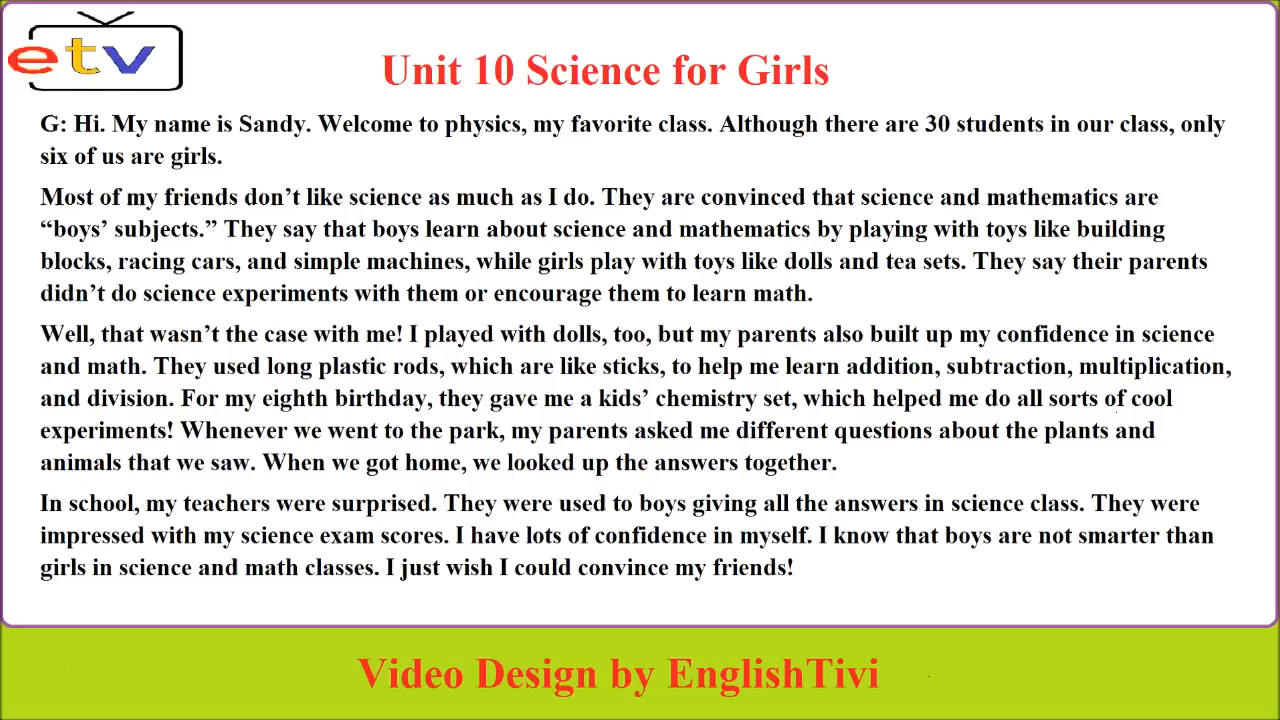 etv
Unit 10 Science for Girls
G: Hi. My name is Sandy. Welcome to physics, my favorite class. Although there are 30 students in our class, only
six of us are girls.
Most of my friends don’t like science as much as I do. They are convinced that science and mathematics are
“boys’ subjects.” They say that boys learn about science and mathematics by playing with toys like building
blocks, racing cars, and simple machines, while girls play with toys like dolls and tea sets. They say their parents
didn’t do science experiments with them or encourage them to learn math.
Well, that wasn’t the case with me! I played with dolls, too, but my parents also built up my confidence in science
and math. They used long plastic rods, which are like sticks, to help me learn addition, subtraction, multiplication,
and division. For my eighth birthday, they gave me a kids’ chemistry set, which helped me do all sorts of cool
experiments! Whenever we went to the park, my parents asked me different questions about the plants and
animals that we saw. When we got home, we looked up the answers together.
In school, my teachers were surprised. They were used to boys giving all the answers in science class. They were
impressed with my science exam scores. I have lots of confidence in myself. I know that boys are not smarter than
girls in science and math classes. I just wish I could convince my friends!
Video Design by EnglishTivi